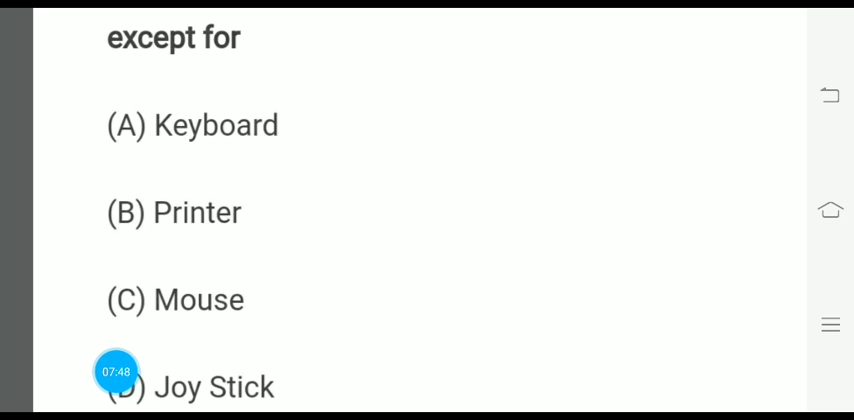 except for
(A) Keyboard
(B) Printer
(C) Mouse
(D) Joy Stick
07:48